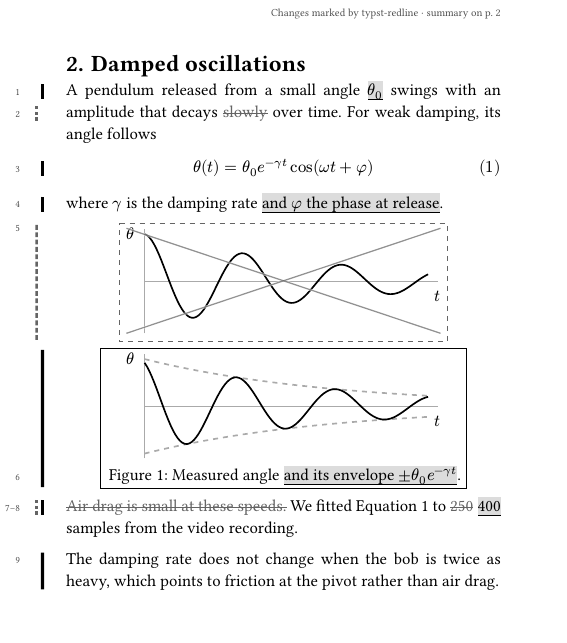 Changes marked by typst-redline · summary on p. 2
2. Damped oscillations
1 A pendulum released from a small angle θ₀ swings with an
2 amplitude that decays slowly over time. For weak damping, its
angle follows
3 θ(t) = θ₀e^{−γt} cos(ωt + φ) (1)
4 where γ is the damping rate and φ the phase at release.
5
θ
t
θ
t
6 Figure 1: Measured angle and its envelope ±θ₀e^{−γt}.
7–8 Air drag is small at these speeds. We fitted Equation 1 to 250 400
samples from the video recording.
9 The damping rate does not change when the bob is twice as
heavy, which points to friction at the pivot rather than air drag.